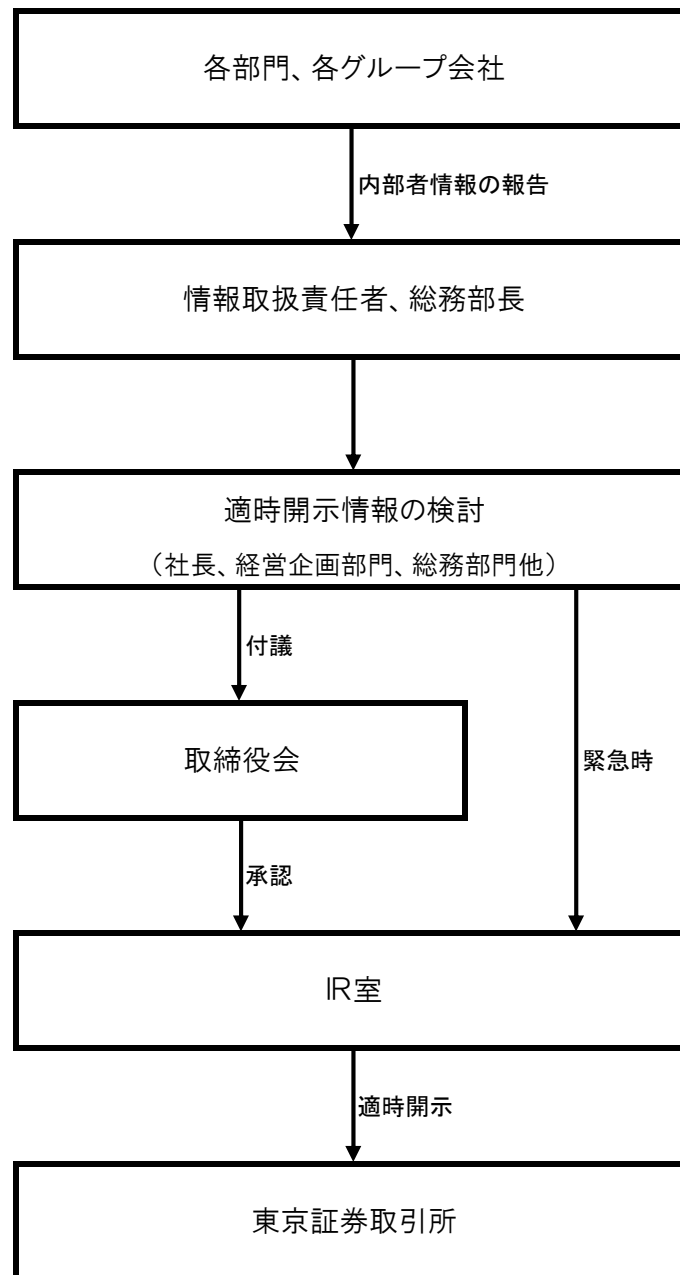 各部門、各グループ会社
内部者情報の報告
情報取扱責任者、総務部長
適時開示情報の検討
（社長、経営企画部門、総務部門他）
付議
取締役会
緊急時
承認
IR室
適時開示
東京証券取引所